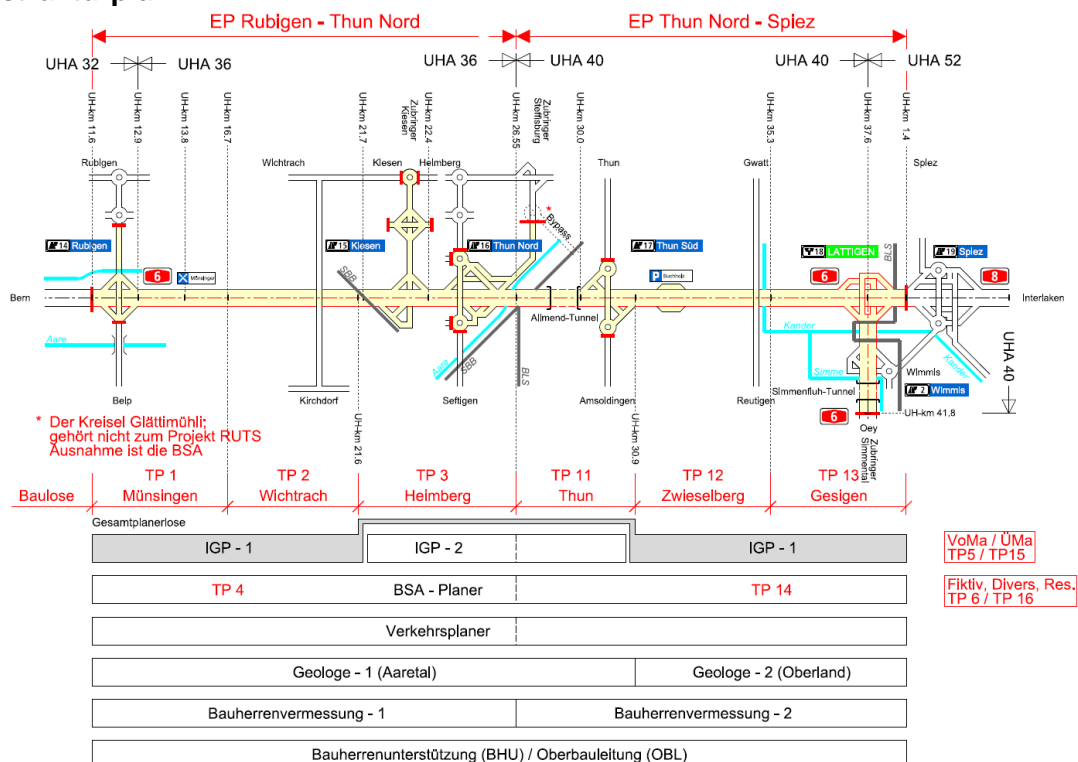 EP Rubigen - Thun Nord
EP Thun Nord - Spiez
UHA 32
UHA 36
UHA 36
UHA 40
UHA 40
UHA 52
UH-km 11.6
UH-km 12.9
UH-km 13.8
UH-km 16.7
UH-km 21.7
Zubringer
Kiesen
UH-km 22.4
UH-km 26.55
Zubringer
Steffisburg
UH-km 30.0
UH-km 35.3
UH-km 37.6
UH-km 1.4
Rubigen
Wichtrach
Kiesen
Heimberg
Thun
Gwatt
Spiez
* Bypass
14 Rubigen
15 Kiesen
16 Thun Nord
17 Thun Süd
18 LATTIGEN
19 Spiez
BLS
6
Münsingen
SBB
P Buchholz
6
8
Bern
Interlaken
Allmend-Tunnel
Aare
Aare
SBB
BLS
Kander
Kander
Simme
Simmenfluh-Tunnel
Wimmis
2 Wimmis
UHA 40
Belp
Kirchdorf
Seftigen
Amsoldingen
Reutigen
6
UH-km 41.8
Oey
Zubringer
Simmental
* Der Kreisel Glättimühli;
gehört nicht zum Projekt RUTS
Ausnahme ist die BSA
UH-km 21.6
UH-km 30.9
Baulose
TP 1
Münsingen
TP 2
Wichtrach
TP 3
Heimberg
TP 11
Thun
TP 12
Zwieselberg
TP 13
Gesigen
Gesamtplanerlose
IGP - 1
IGP - 2
IGP - 1
VoMa / ÜMa
TP5 / TP15
TP 4
BSA - Planer
TP 14
Fiktiv, Divers, Res.
TP 6 / TP 16
Verkehrsplaner
Geologe - 1 (Aaretal)
Geologe - 2 (Oberland)
Bauherrenvermessung - 1
Bauherrenvermessung - 2
Bauherrenunterstützung (BHU) / Oberbauleitung (OBL)